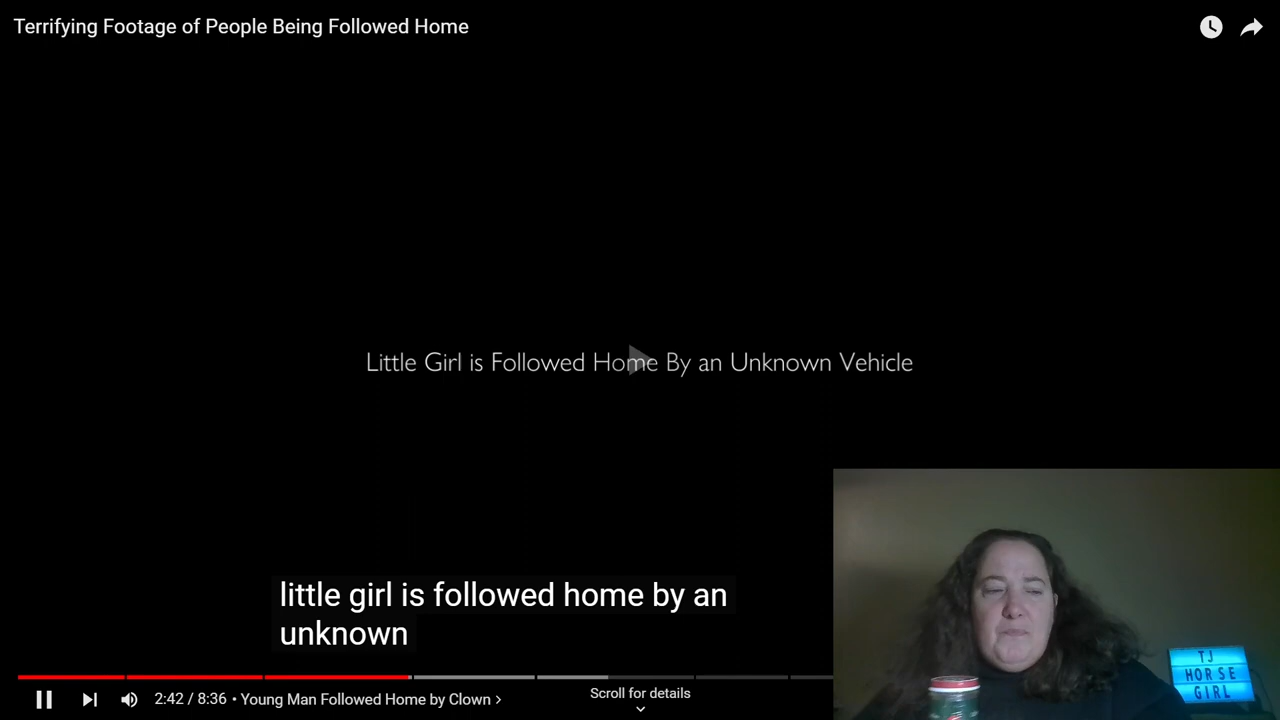 Terrifying Footage of People Being Followed Home
Little Girl is Followed Home By an Unknown Vehicle
little girl is followed home by an
unknown
2:42 / 8:36 • Young Man Followed Home by Clown
Scroll for details
TJ
HORSE
GIRL